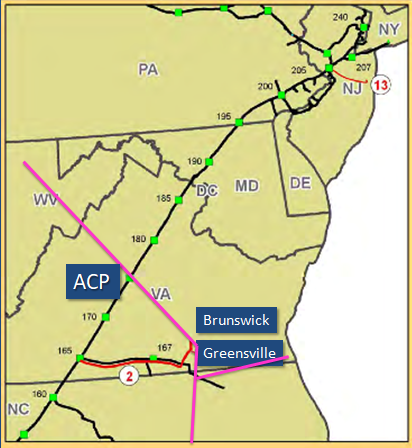 240
NY
PA
205
207
200
NJ
13
195
190
WV
DC
MD
DE
185
180
ACP
VA
170
Brunswick
165
167
Greensville
2
160
NC